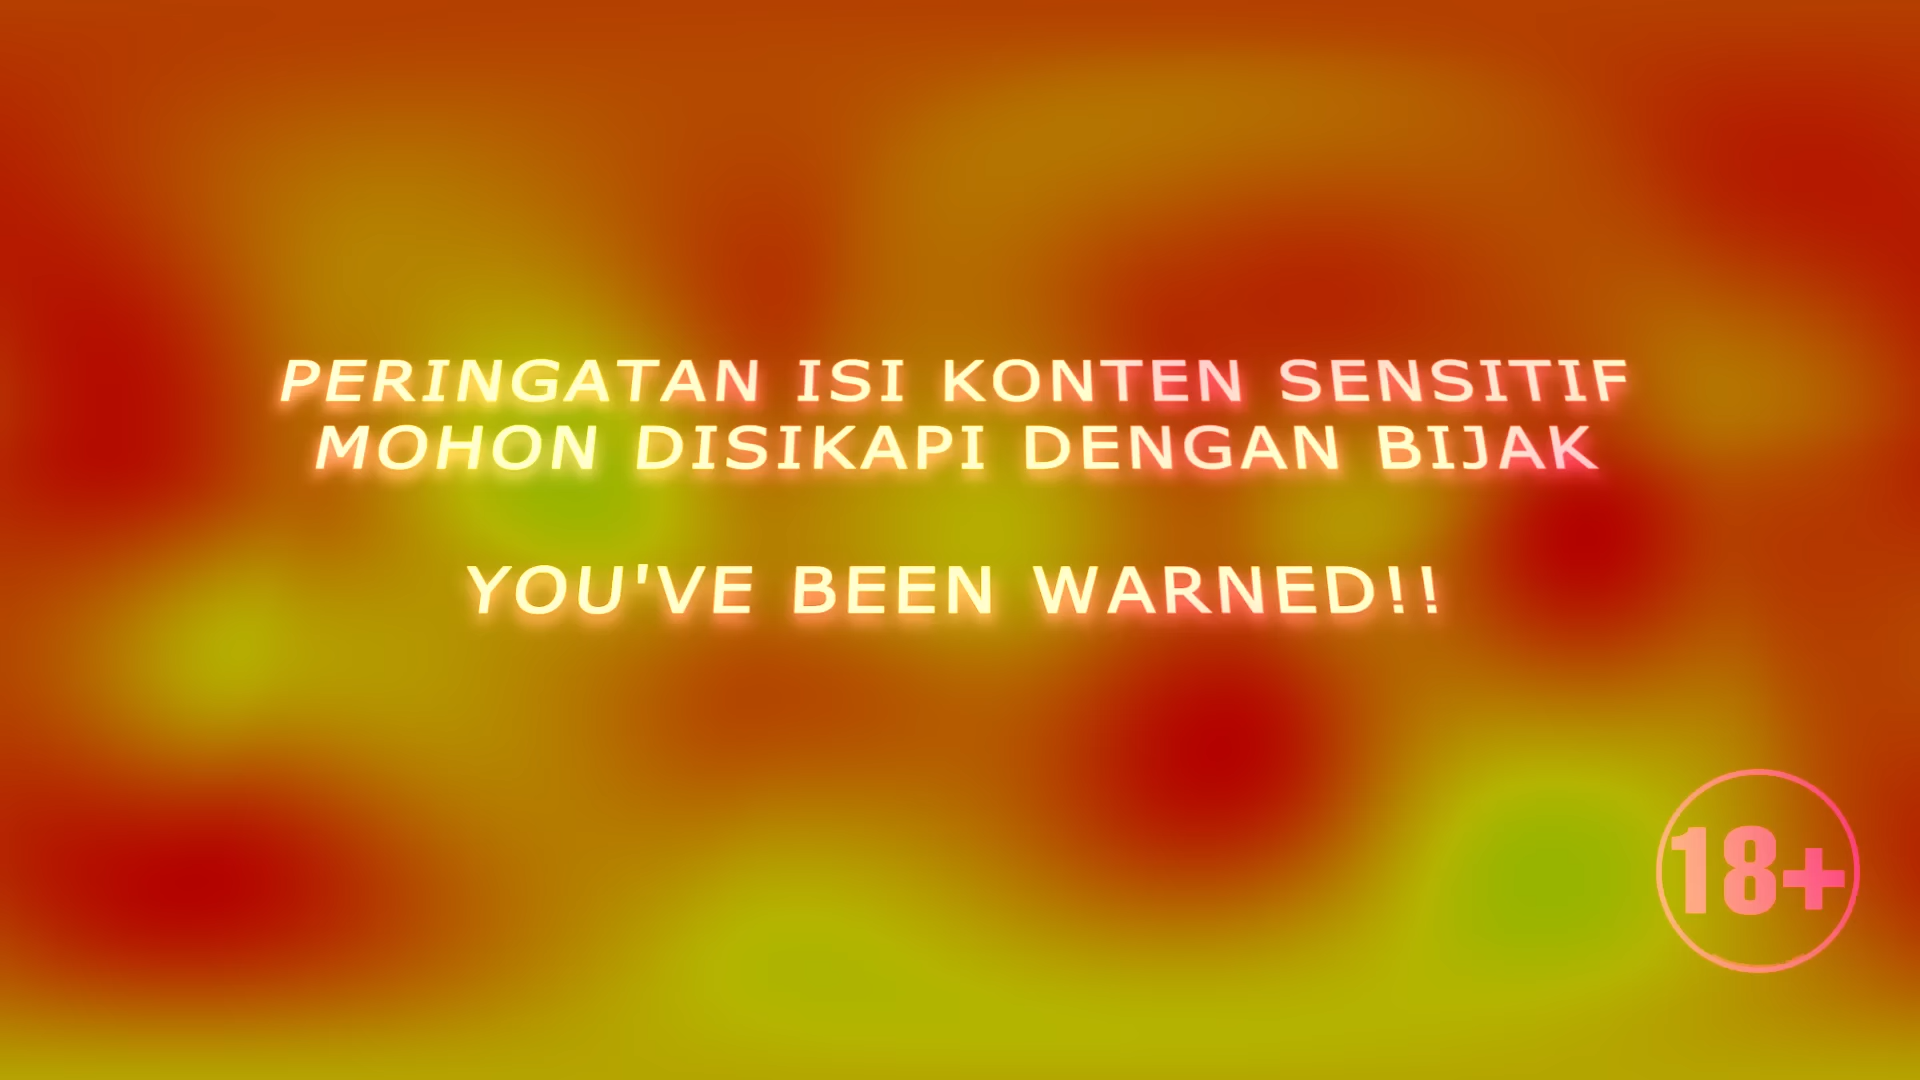 PERINGATAN ISI KONTEN SENSITIF
MOHON DISIKAPI DENGAN BIJAK
YOU'VE BEEN WARNED!!
18+